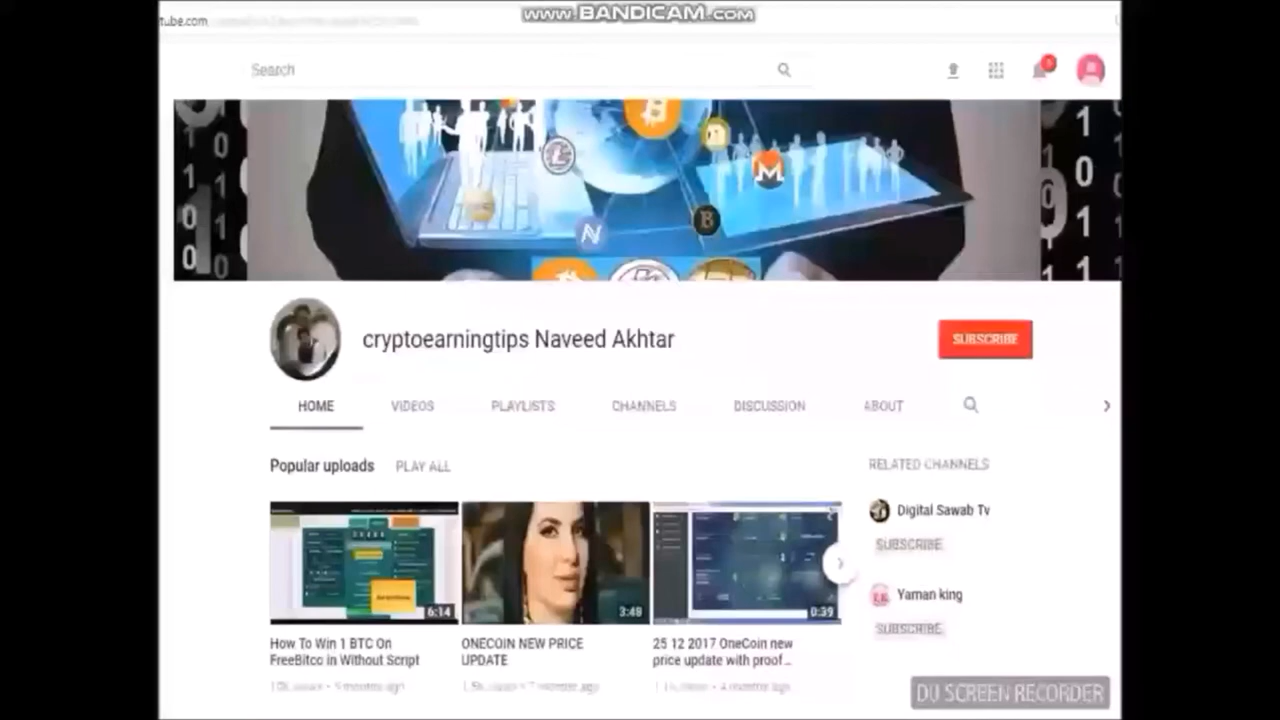 www.BANDICAM.com
tube.com
Search
cryptoearningtips Naveed Akhtar
SUBSCRIBE
HOME VIDEOS PLAYLISTS CHANNELS DISCUSSION ABOUT
Popular uploads PLAY ALL
RELATED CHANNELS
Digital Sawab Tv
SUBSCRIBE
Yaman king
SUBSCRIBE
6:14
3:48
0:39
How To Win 1 BTC On
FreeBitco in Without Script
ONECOIN NEW PRICE
UPDATE
25 12 2017 OneCoin new
price update with proof...
DU SCREEN RECORDER